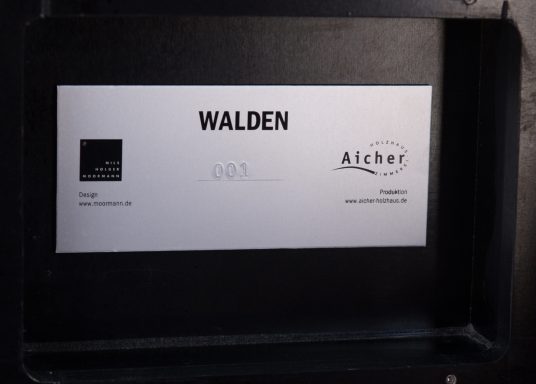 WALDEN
001
NILS
HOLGER
MOORMANN
Design
www.moormann.de
HOLZHAUS
Aicher
ZIMMEREI
Produktion
www.aicher-holzhaus.de